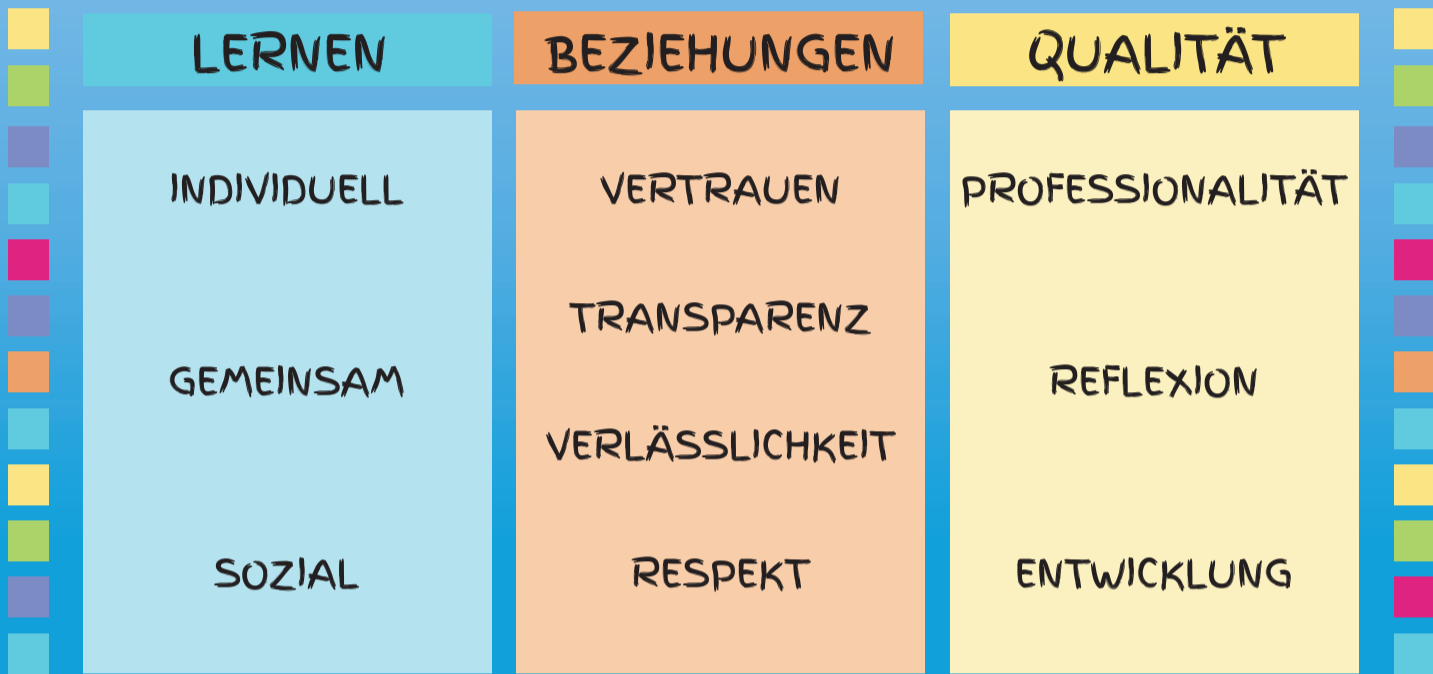 LERNEN
INDIVIDUELL
GEMEINSAM
SOZIAL
BEZIEHUNGEN
VERTRAUEN
TRANSPARENZ
VERLÄSSLICHKEIT
RESPEKT
QUALITÄT
PROFESSIONALITÄT
REFLEXION
ENTWICKLUNG